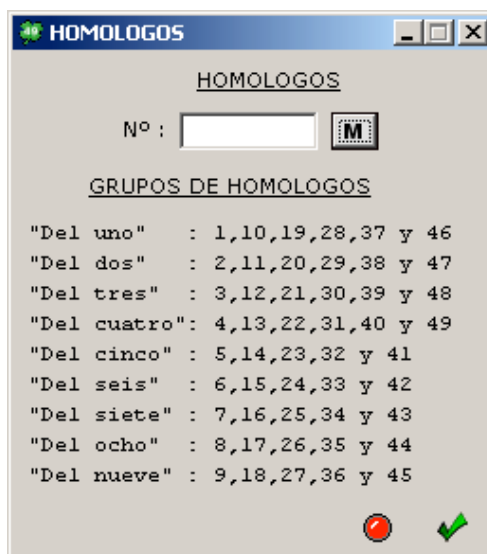 49 HOMOLOGOS
HOMOLOGOS
Nº :
M
GRUPOS DE HOMOLOGOS
"Del uno" : 1,10,19,28,37 y 46
"Del dos" : 2,11,20,29,38 y 47
"Del tres" : 3,12,21,30,39 y 48
"Del cuatro": 4,13,22,31,40 y 49
"Del cinco" : 5,14,23,32 y 41
"Del seis" : 6,15,24,33 y 42
"Del siete" : 7,16,25,34 y 43
"Del ocho" : 8,17,26,35 y 44
"Del nueve" : 9,18,27,36 y 45